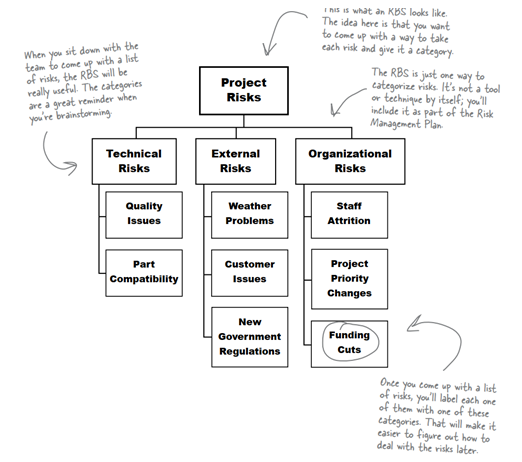 This is what an RBS looks like.
The idea here is that you want
to come up with a way to take
each risk and give it a category.
When you sit down with the
team to come up with a list
of risks, the RBS will be
really useful. The categories
are a great reminder when
you're brainstorming.
The RBS is just one way to
categorize risks. It's not a tool
or technique by itself; you'll
include it as part of the Risk
Management Plan.
Project
Risks
Technical
Risks
External
Risks
Organizational
Risks
Quality
Issues
Weather
Problems
Staff
Attrition
Part
Compatibility
Customer
Issues
Project
Priority
Changes
New
Government
Regulations
Funding
Cuts
Once you come up with a list
of risks, you'll label each one
of them with one of these
categories. That will make it
easier to figure out how to
deal with the risks later.